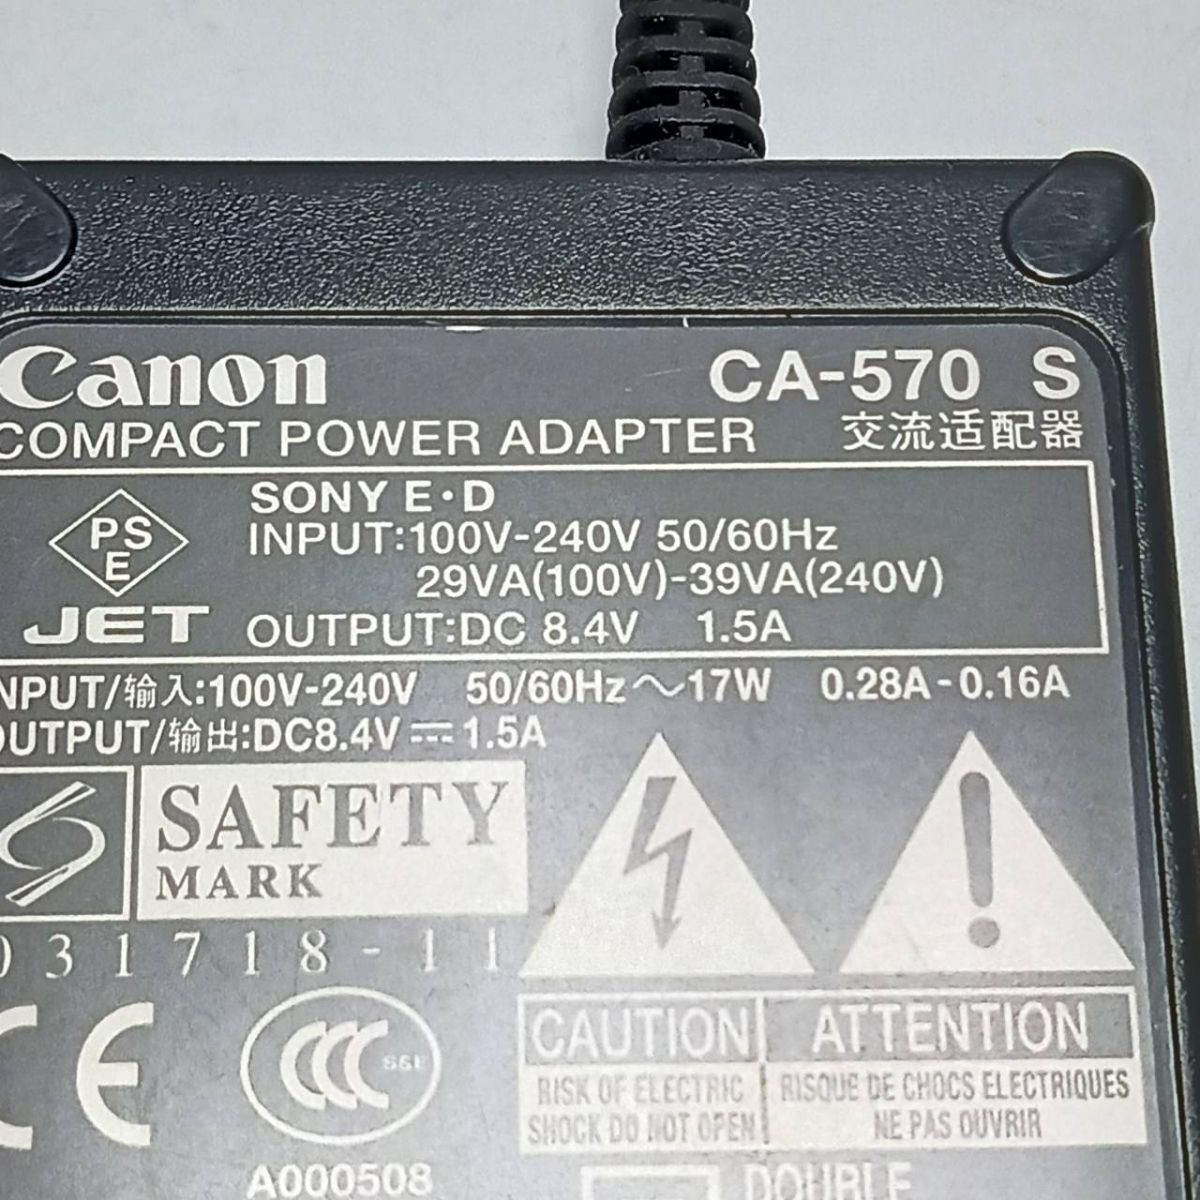 Canon CA-570 S
COMPACT POWER ADAPTER 交流适配器
PS
E
JET
SONY E・D
INPUT:100V-240V 50/60Hz
29VA(100V)-39VA(240V)
OUTPUT:DC 8.4V 1.5A
NPUT/输入:100V-240V 50/60Hz～17W 0.28A-0.16A
OUTPUT/输出:DC8.4V⎓1.5A
SAFETY
MARK
031718-11
CE
CCC S&E
A000508
CAUTION
RISK OF ELECTRIC
SHOCK DO NOT OPEN
ATTENTION
RISQUE DE CHOCS ELECTRIQUES
NE PAS OUVRIR
DOUBLE